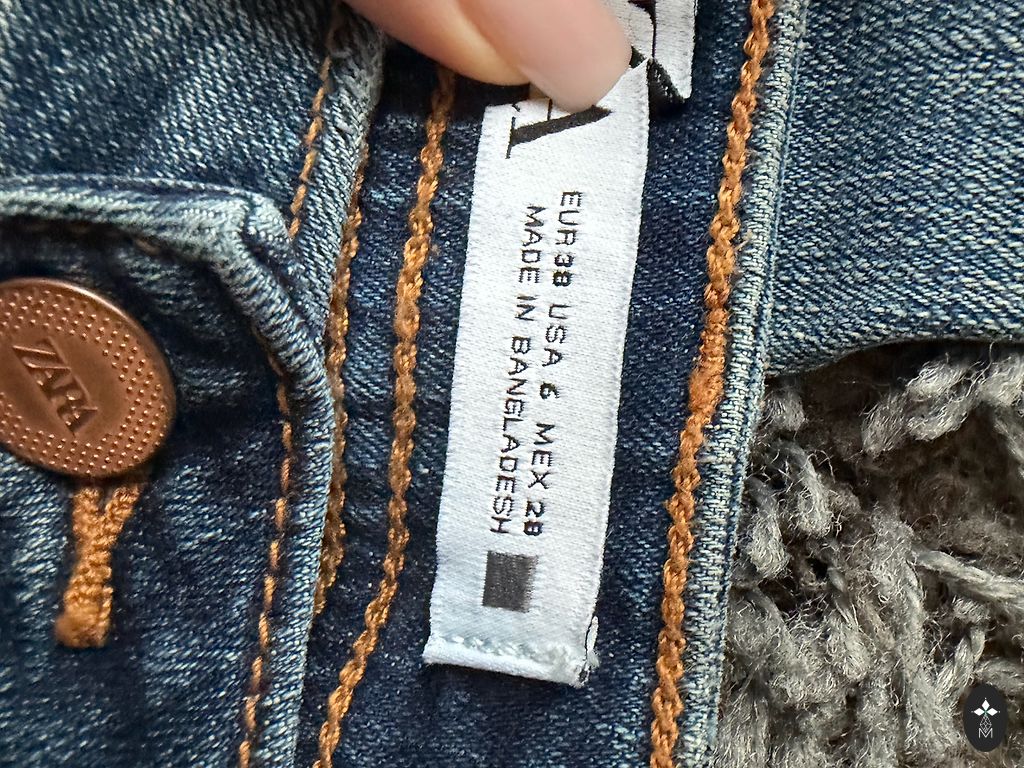 ZARA
A
EUR 38 USA 6 MEX 28
MADE IN BANGLADESH
M